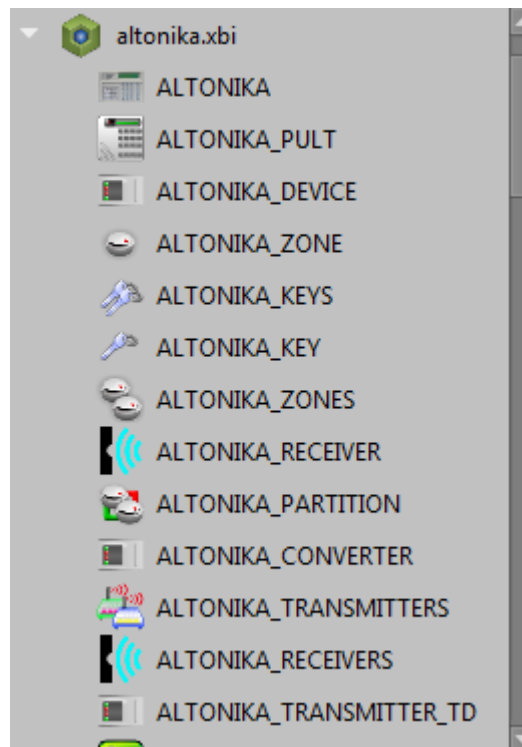 altonika.xbi
ALTONIKA
ALTONIKA_PULT
ALTONIKA_DEVICE
ALTONIKA_ZONE
ALTONIKA_KEYS
ALTONIKA_KEY
ALTONIKA_ZONES
ALTONIKA_RECEIVER
ALTONIKA_PARTITION
ALTONIKA_CONVERTER
ALTONIKA_TRANSMITTERS
ALTONIKA_RECEIVERS
ALTONIKA_TRANSMITTER_TD